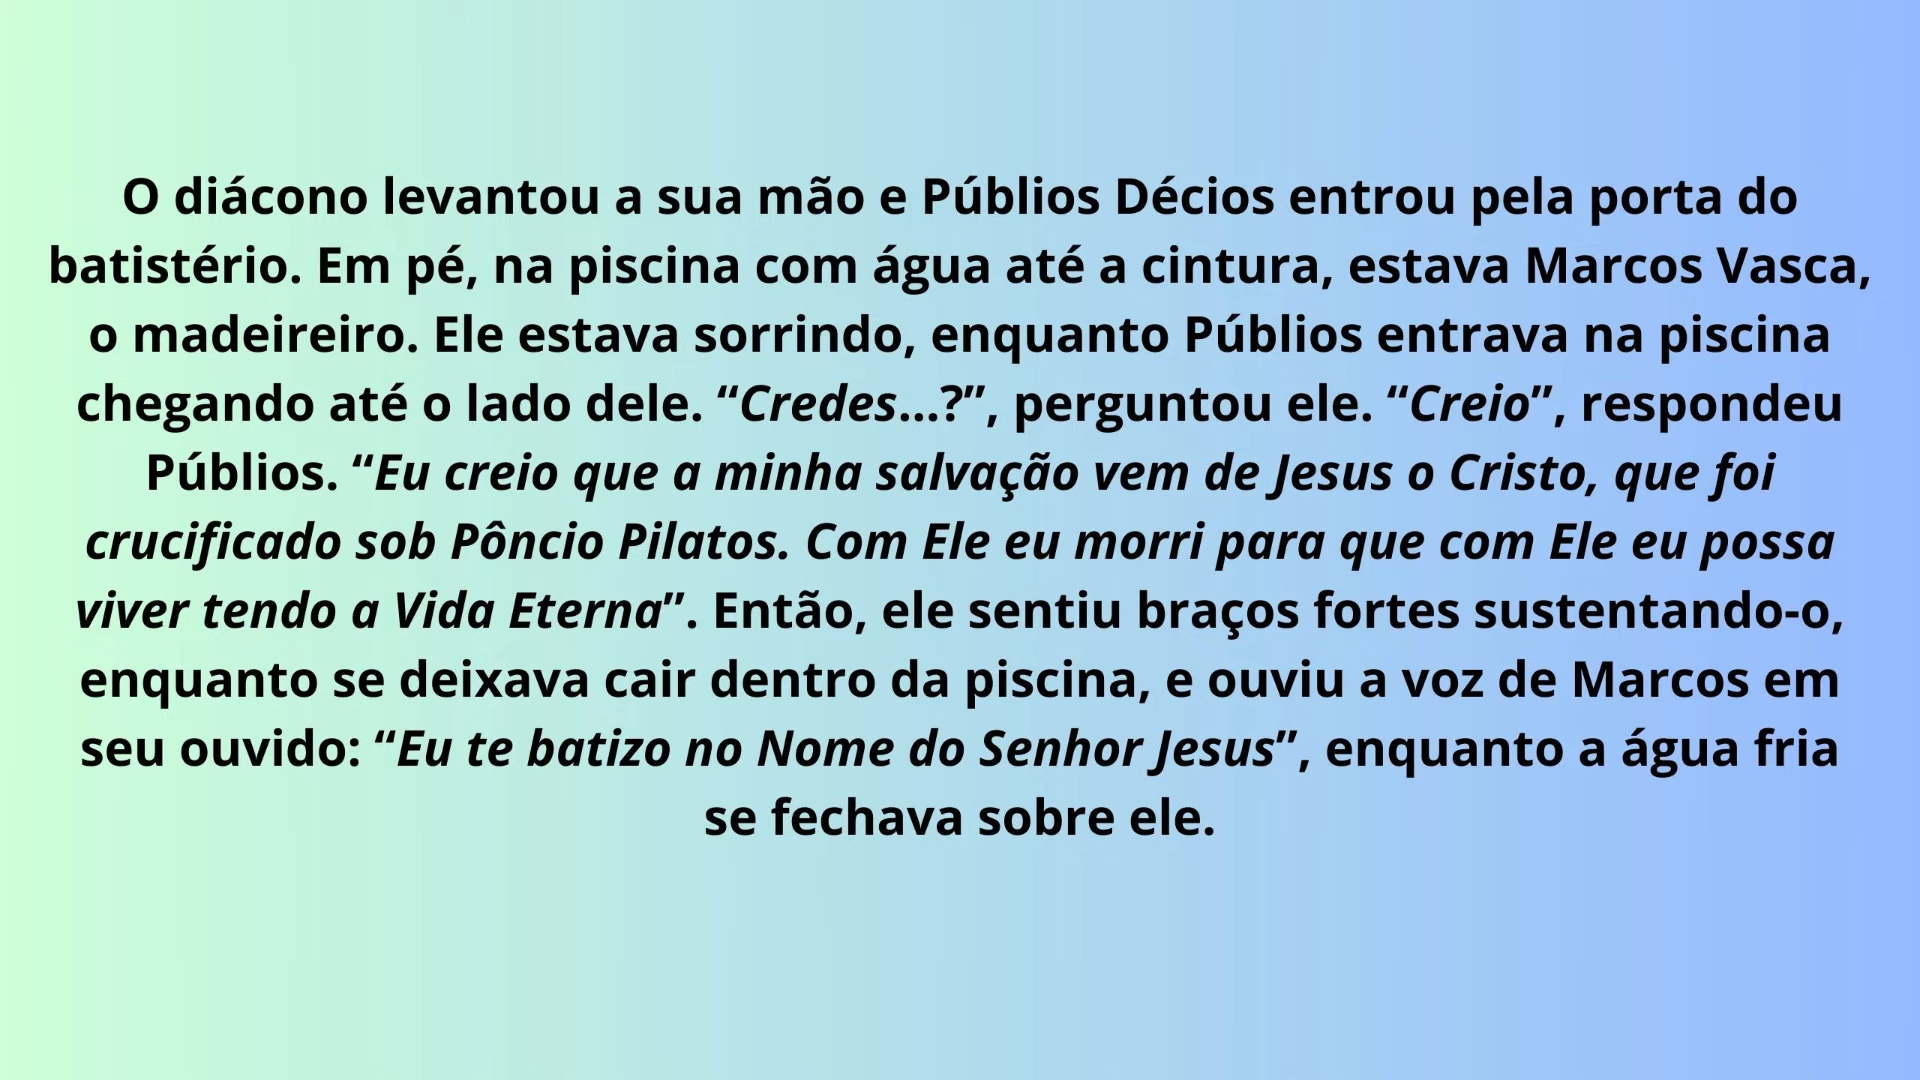 O diácono levantou a sua mão e Públios Décios entrou pela porta do
batistério. Em pé, na piscina com água até a cintura, estava Marcos Vasca,
o madeireiro. Ele estava sorrindo, enquanto Públios entrava na piscina
chegando até o lado dele. “Credes...?”, perguntou ele. “Creio”, respondeu
Públios. “Eu creio que a minha salvação vem de Jesus o Cristo, que foi
crucificado sob Pôncio Pilatos. Com Ele eu morri para que com Ele eu possa
viver tendo a Vida Eterna”. Então, ele sentiu braços fortes sustentando-o,
enquanto se deixava cair dentro da piscina, e ouviu a voz de Marcos em
seu ouvido: “Eu te batizo no Nome do Senhor Jesus”, enquanto a água fria
se fechava sobre ele.